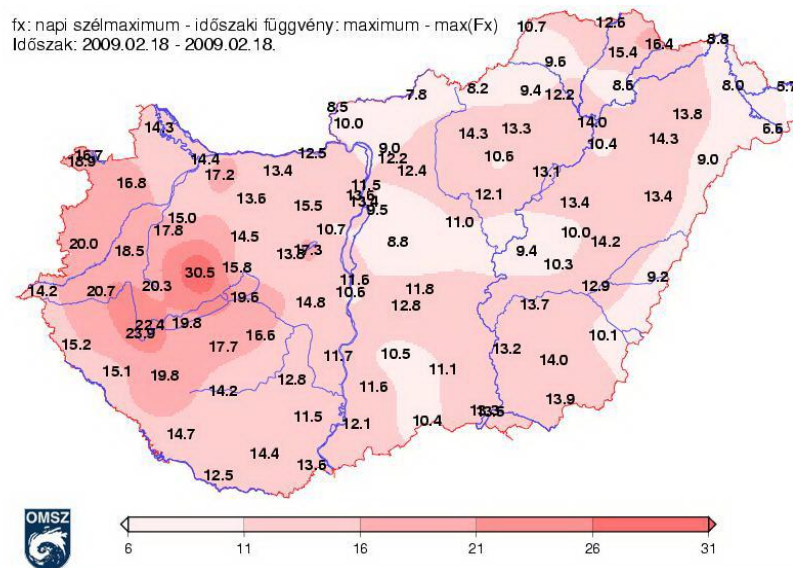 fx: napi szélmaximum - időszaki függvény: maximum - max(Fx)
Időszak: 2009.02.18 - 2009.02.18.
10.7 12.6
15.4 16.4 8.8
9.6
8.2 9.4 12.2 8.6 8.0 5.7
7.8
8.5
10.0 14.3 13.3 14.0 13.8 6.6
14.3
14.4 12.5 9.0 10.6 10.4 14.3
18.9 12.2 9.0
17.2 13.4 12.4 13.1
16.8 11.5
13.6 15.5 12.1 13.4 13.4
9.5
15.0 11.0
17.8 10.7 10.0
20.0 18.5 14.5 8.8 14.2
17.3 9.4
30.5 15.8 10.3
14.2 20.7 20.3 11.6 11.8 12.9 9.2
19.6 14.8 10.6 12.8 13.7
22.4 19.8
23.9 16.6 10.1
15.2 17.7 11.7 10.5 13.2 14.0
15.1 19.8 11.1
14.2 12.8 11.6
11.5 12.1 10.4 13.9
14.7
14.4 13.6
12.5
OMSZ
6 11 16 21 26 31